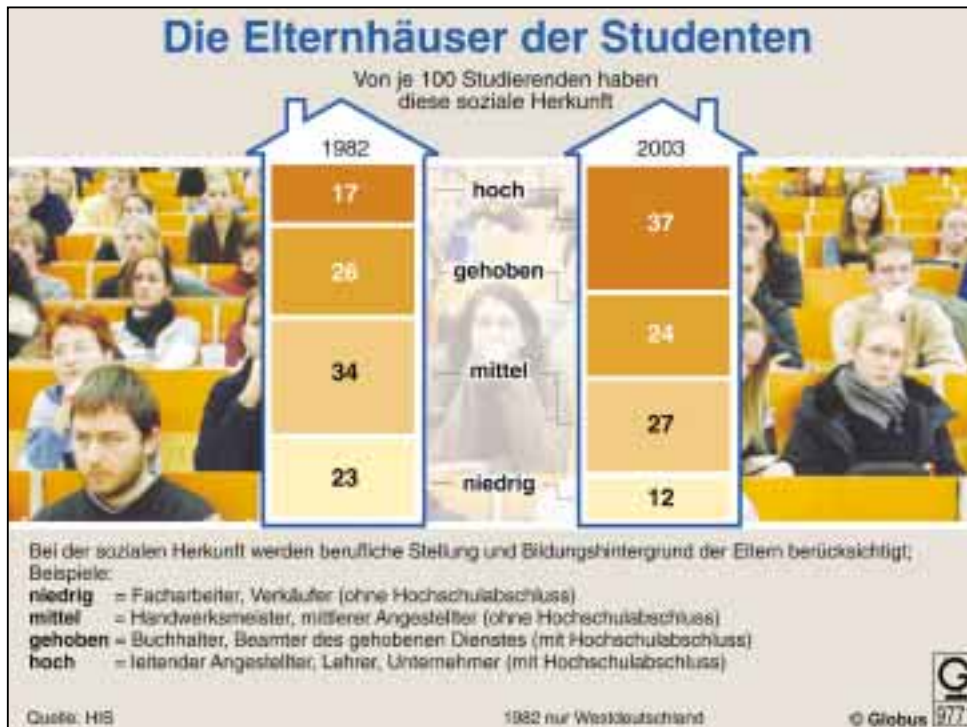 Die Elternhäuser der Studenten
Von je 100 Studierenden haben
diese soziale Herkunft
1982
2003
17
hoch
37
26
gehoben
24
34
mittel
27
23
niedrig
12
Bei der sozialen Herkunft werden berufliche Stellung und Bildungshintergrund der Eltern berücksichtigt;
Beispiele:
niedrig = Facharbeiter, Verkäufer (ohne Hochschulabschluss)
mittel = Handwerksmeister, mittlerer Angestellter (ohne Hochschulabschluss)
gehoben = Buchhalter, Beamter des gehobenen Dienstes (mit Hochschulabschluss)
hoch = leitender Angestellter, Lehrer, Unternehmer (mit Hochschulabschluss)
Quelle: HIS
1982 nur Westdeutschland
© Globus
G
977